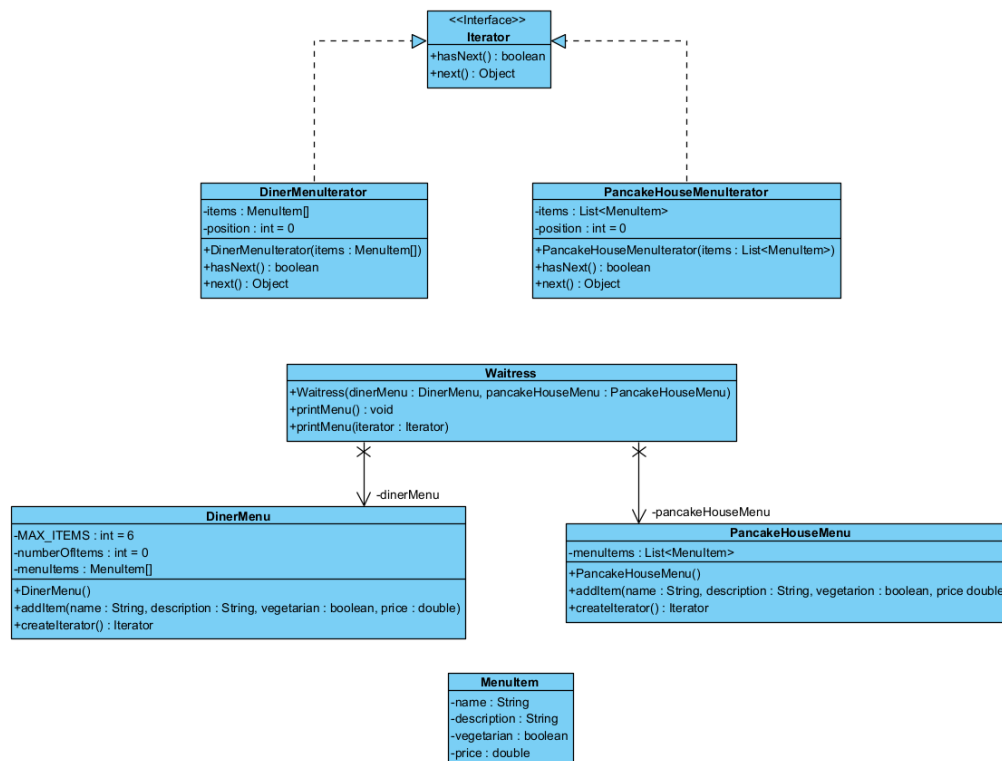 <<Interface>>
Iterator
+hasNext() : boolean
+next() : Object
DinerMenuIterator
-items : MenuItem[]
-position : int = 0
+DinerMenuIterator(items : MenuItem[])
+hasNext() : boolean
+next() : Object
PancakeHouseMenuIterator
-items : List<MenuItem>
-position : int = 0
+PancakeHouseMenuIterator(items : List<MenuItem>)
+hasNext() : boolean
+next() : Object
Waitress
+Waitress(dinerMenu : DinerMenu, pancakeHouseMenu : PancakeHouseMenu)
+printMenu() : void
+printMenu(iterator : Iterator)
-dinerMenu
-pancakeHouseMenu
DinerMenu
-MAX_ITEMS : int = 6
-numberOfItems : int = 0
-menuItems : MenuItem[]
+DinerMenu()
+addItem(name : String, description : String, vegetarian : boolean, price : double)
+createIterator() : Iterator
PancakeHouseMenu
-menuItems : List<MenuItem>
+PancakeHouseMenu()
+addItem(name : String, description : String, vegetarion : boolean, price double)
+createIterator() : Iterator
MenuItem
-name : String
-description : String
-vegetarian : boolean
-price : double